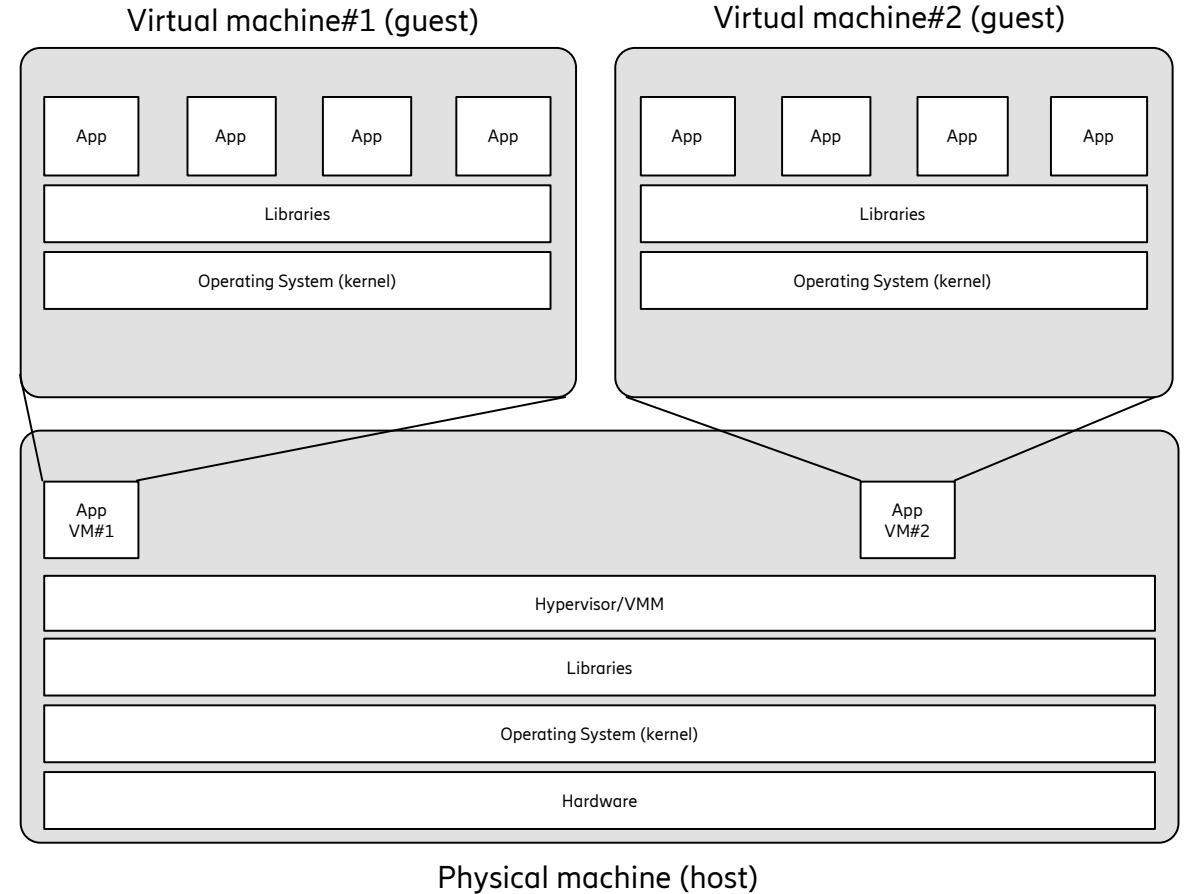 Virtual machine#1 (guest)
Virtual machine#2 (guest)
App
App
App
App
Libraries
Operating System (kernel)
App
App
App
App
Libraries
Operating System (kernel)
App
VM#1
App
VM#2
Hypervisor/VMM
Libraries
Operating System (kernel)
Hardware
Physical machine (host)